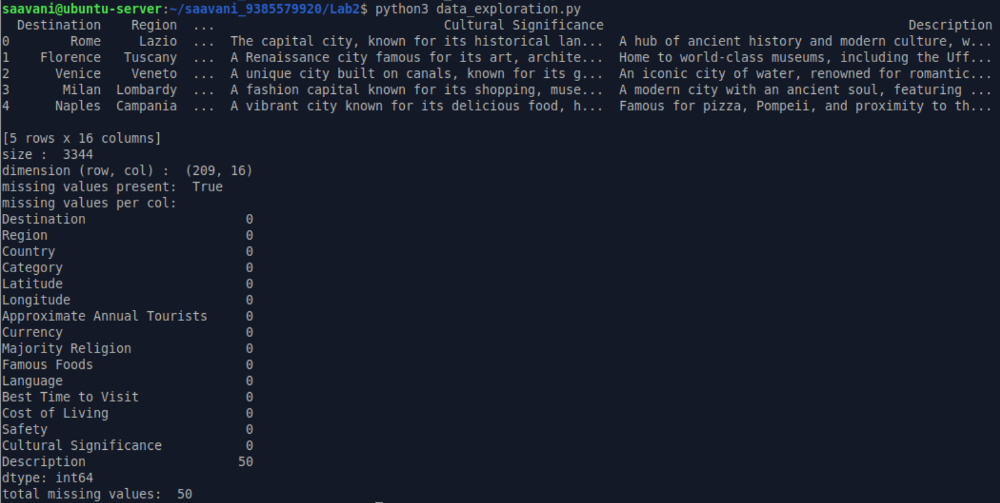 saavani@ubuntu-server:~/saavani_9385579920/Lab2$ python3 data_exploration.py
  Destination    Region  ...                              Cultural Significance                                        Description
0        Rome     Lazio  ...  The capital city, known for its historical lan...  A hub of ancient history and modern culture, w...
1    Florence   Tuscany  ...  A Renaissance city famous for its art, archite...  Home to world-class museums, including the Uff...
2      Venice    Veneto  ...  A unique city built on canals, known for its g...  An iconic city of water, renowned for romantic...
3       Milan  Lombardy  ...  A fashion capital known for its shopping, muse...  A modern city with an ancient soul, featuring ...
4      Naples  Campania  ...  A vibrant city known for its delicious food, h...  Famous for pizza, Pompeii, and proximity to th...

[5 rows x 16 columns]
size :  3344
dimension (row, col) :  (209, 16)
missing values present:  True
missing values per col:
Destination                     0
Region                          0
Country                         0
Category                        0
Latitude                        0
Longitude                       0
Approximate Annual Tourists     0
Currency                        0
Majority Religion               0
Famous Foods                    0
Language                        0
Best Time to Visit              0
Cost of Living                  0
Safety                          0
Cultural Significance           0
Description                    50
dtype: int64
total missing values:  50